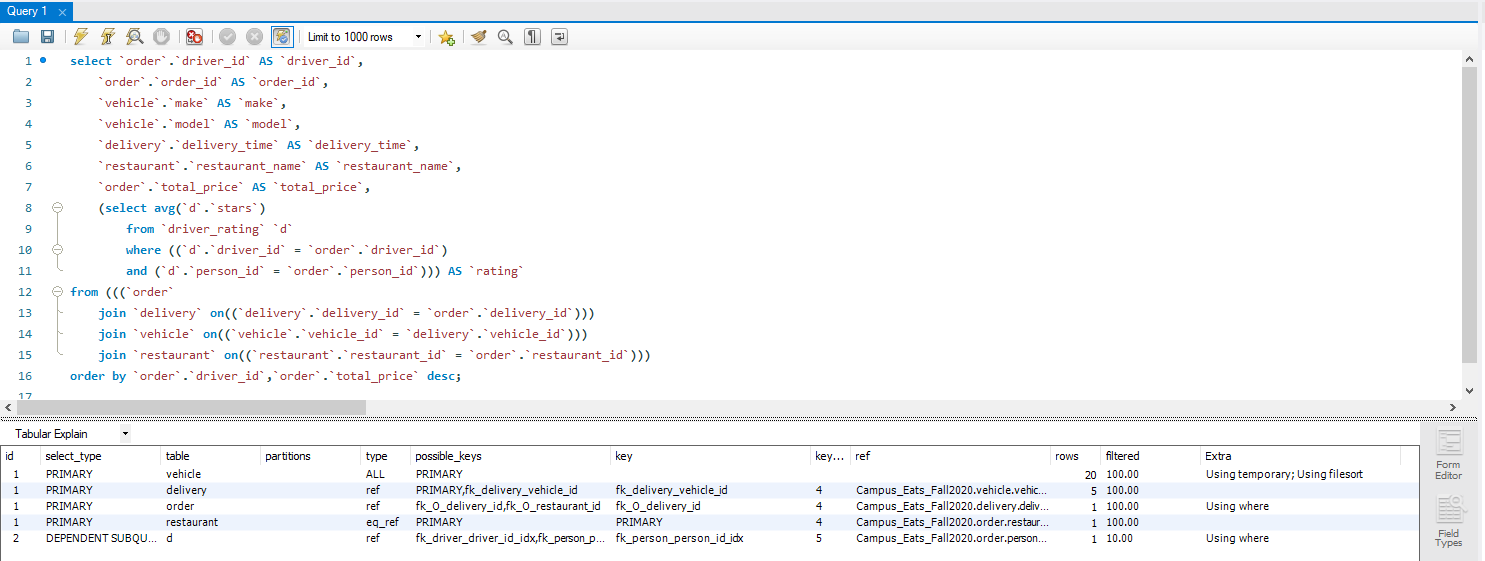 Query 1
Limit to 1000 rows
1 select `order`.`driver_id` AS `driver_id`,
2 `order`.`order_id` AS `order_id`,
3 `vehicle`.`make` AS `make`,
4 `vehicle`.`model` AS `model`,
5 `delivery`.`delivery_time` AS `delivery_time`,
6 `restaurant`.`restaurant_name` AS `restaurant_name`,
7 `order`.`total_price` AS `total_price`,
8 (select avg(`d`.`stars`)
9 from `driver_rating` `d`
10 where ((`d`.`driver_id` = `order`.`driver_id`)
11 and (`d`.`person_id` = `order`.`person_id`))) AS `rating`
12 from (((`order`
13 join `delivery` on((`delivery`.`delivery_id` = `order`.`delivery_id`)))
14 join `vehicle` on((`vehicle`.`vehicle_id` = `delivery`.`vehicle_id`)))
15 join `restaurant` on((`restaurant`.`restaurant_id` = `order`.`restaurant_id`)))
16 order by `order`.`driver_id`,`order`.`total_price` desc;
17
Tabular Explain
id select_type table partitions type possible_keys key key... ref rows filtered Extra
1 PRIMARY vehicle ALL PRIMARY 20 100.00 Using temporary; Using filesort
1 PRIMARY delivery ref PRIMARY,fk_delivery_vehicle_id fk_delivery_vehicle_id 4 Campus_Eats_Fall2020.vehicle.vehic... 5 100.00
1 PRIMARY order ref fk_O_delivery_id,fk_O_restaurant_id fk_O_delivery_id 4 Campus_Eats_Fall2020.delivery.deliv... 1 100.00 Using where
1 PRIMARY restaurant eq_ref PRIMARY PRIMARY 4 Campus_Eats_Fall2020.order.restaur... 1 100.00
2 DEPENDENT SUBQU... d ref fk_driver_driver_id_idx,fk_person_p... fk_person_person_id_idx 5 Campus_Eats_Fall2020.order.person... 1 10.00 Using where
Form
Editor
Field
Types